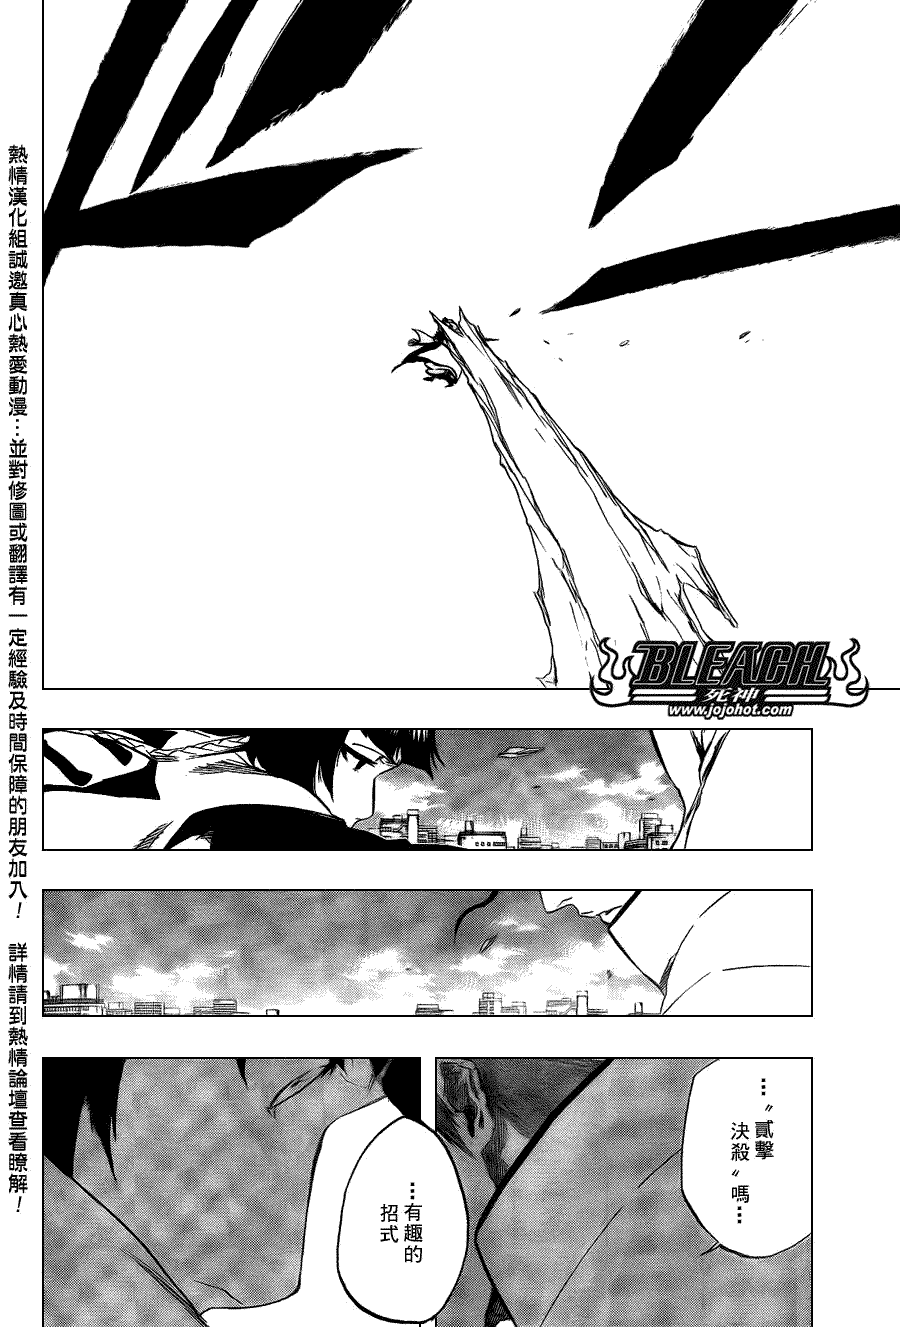 熱情漢化組誠邀真心熱愛動漫…並對修圖或翻譯有一定經驗及時間保障的朋友加入！ 詳情請到熱情論壇查看瞭解！
BLEACH
死神
www.jojohot.com
…〝貳擊
決殺〞嗎…
…有趣的
招式